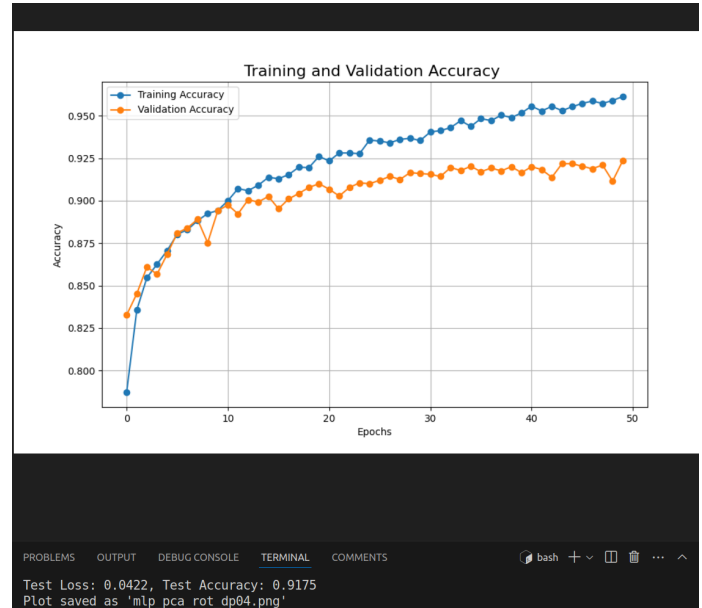 Training and Validation Accuracy
Training Accuracy
Validation Accuracy
0.950
0.925
0.900
0.875
0.850
0.825
0.800
Accuracy
0 10 20 30 40 50
Epochs
PROBLEMS OUTPUT DEBUG CONSOLE TERMINAL COMMENTS bash
Test Loss: 0.0422, Test Accuracy: 0.9175
Plot saved as 'mlp pca rot dp04.png'